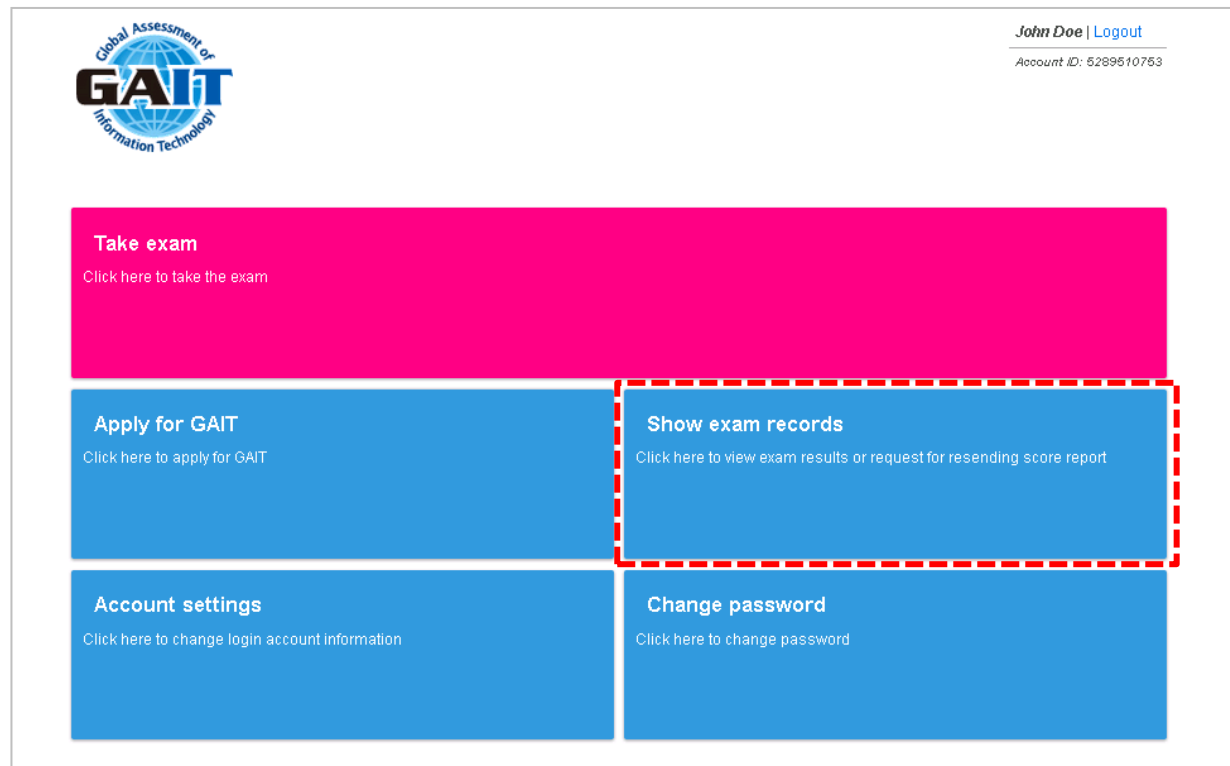 Global Assessment of
GAIT
Information Technology
John Doe | Logout
Account ID: 5289510753
Take exam
Click here to take the exam
Apply for GAIT
Click here to apply for GAIT
Show exam records
Click here to view exam results or request for resending score report
Account settings
Click here to change login account information
Change password
Click here to change password